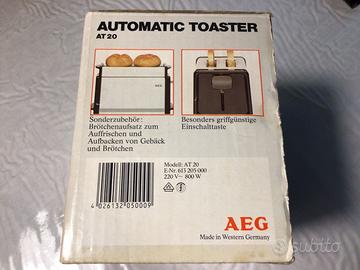 AUTOMATIC TOASTER
AT 20
AEG
Sonderzubehör:
Brötchenaufsatz zum
Auffrischen und
Aufbacken von Gebäck
und Brötchen
Besonders griffgünstige
Einschalttaste
Modell: AT 20
E-Nr. 613 205 000
220 V~ 800 W
4 026132 050009
AEG
Made in Western Germany
subito